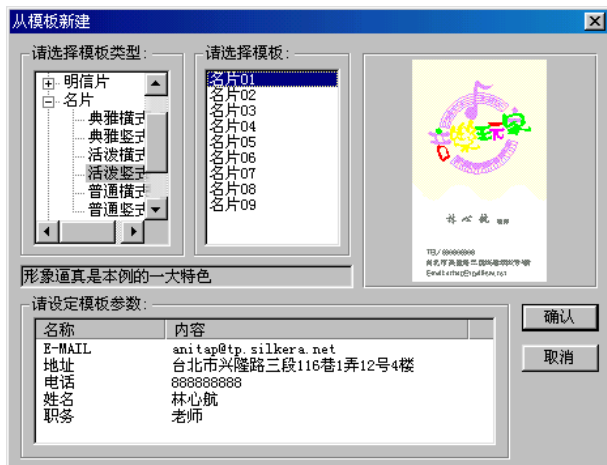 从模板新建
请选择模板类型:
明信片
名片
典雅横式
典雅竖式
活泼横式
活泼竖式
普通横式
普通竖式
请选择模板:
名片01
名片02
名片03
名片04
名片05
名片06
名片07
名片08
名片09
林心航
TEL/ 888888888
形象逼真是本例的一大特色
请设定模板参数:
名称 内容
E-MAIL anitap@tp.silkera.net
地址 台北市兴隆路三段116巷1弄12号4楼
电话 888888888
姓名 林心航
职务 老师
确认
取消